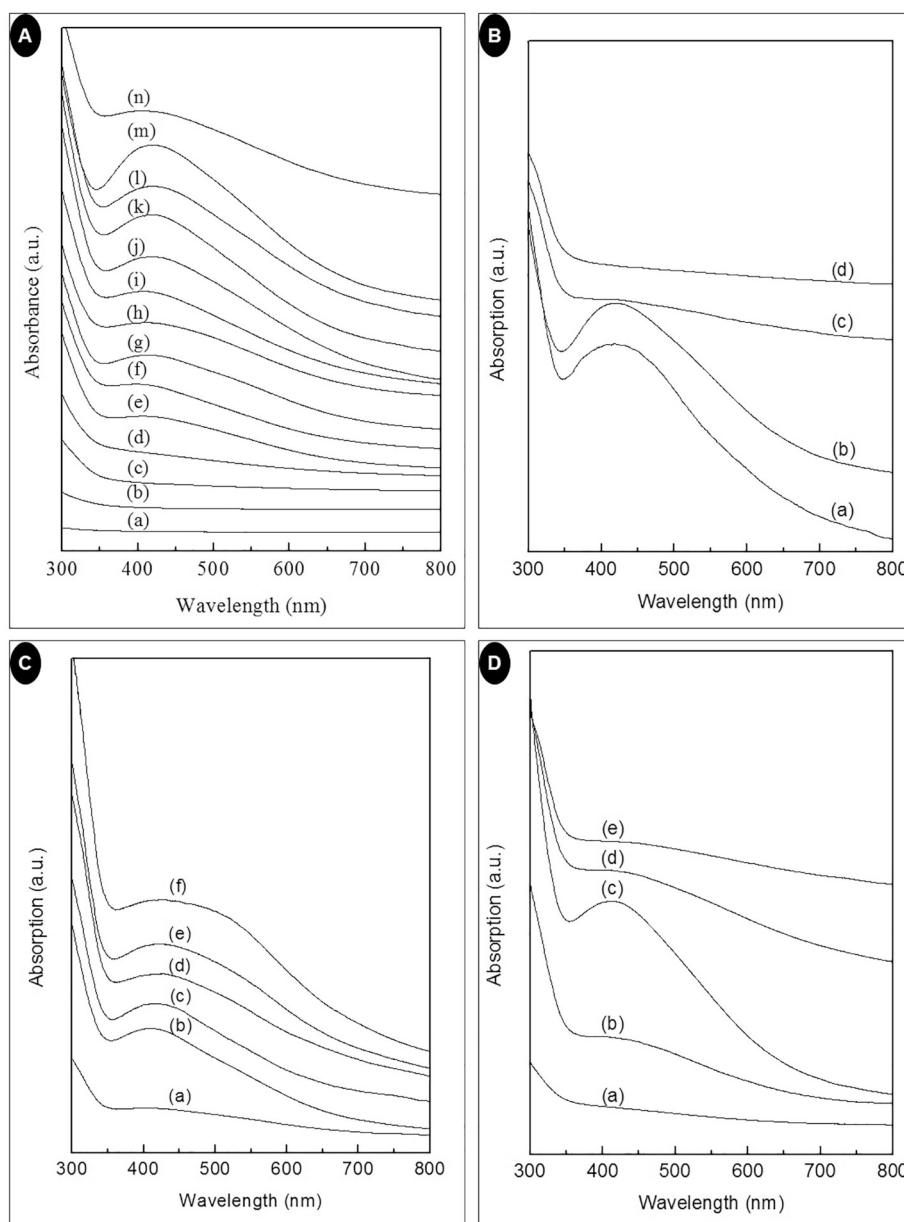 A
(n)
(m)
(l)
(k)
(j)
(i)
(h)
(g)
(f)
(e)
(d)
(c)
(b)
(a)
Absorbance (a.u.)
300 400 500 600 700 800
Wavelength (nm)
B
(d)
(c)
(b)
(a)
Absorption (a.u.)
300 400 500 600 700 800
Wavelength (nm)
C
(f)
(e)
(d)
(c)
(b)
(a)
Absorption (a.u.)
300 400 500 600 700 800
Wavelength (nm)
D
(e)
(d)
(c)
(b)
(a)
Absorption (a.u.)
300 400 500 600 700 800
Wavelength (nm)